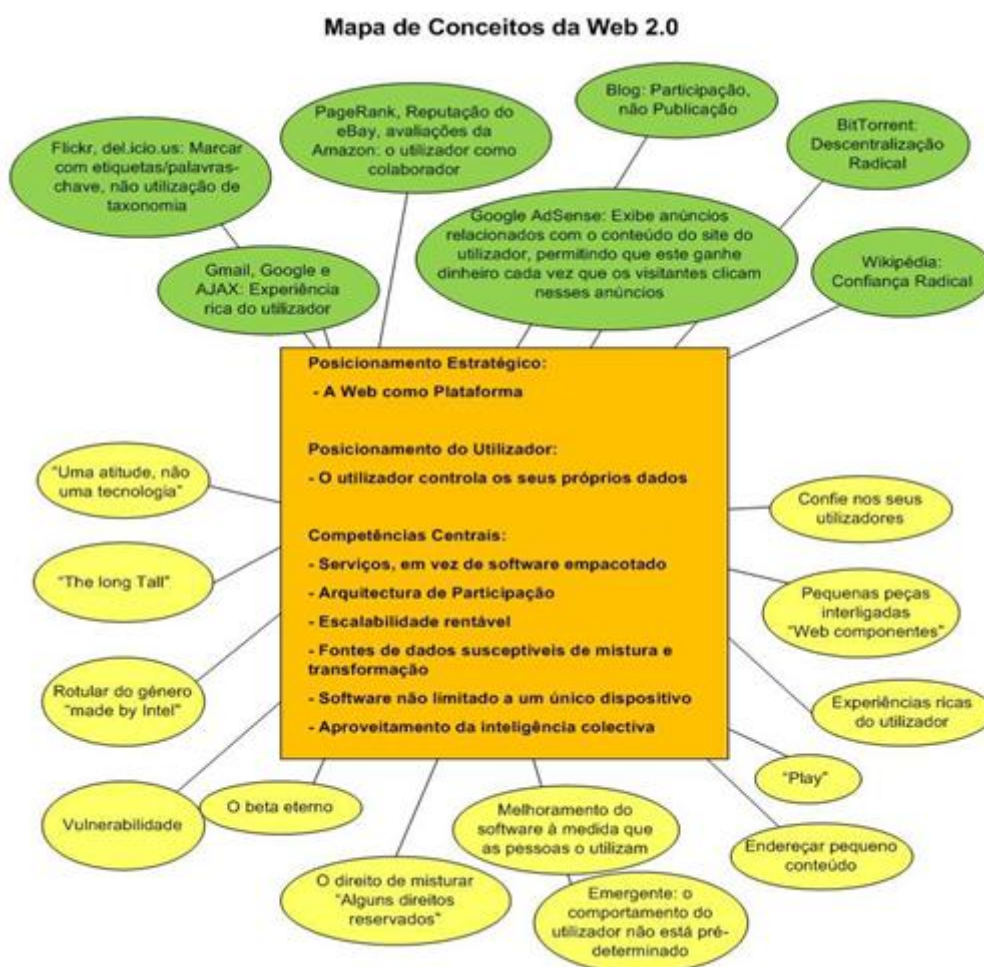 Mapa de Conceitos da Web 2.0
Flickr, del.icio.us: Marcar
com etiquetas/palavras-
chave, não utilização de
taxonomia
PageRank, Reputação do
eBay, avaliações da
Amazon: o utilizador como
colaborador
Blog: Participação,
não Publicação
BitTorrent:
Descentralização
Radical
Gmail, Google e
AJAX: Experiência
rica do utilizador
Google AdSense: Exibe anúncios
relacionados com o conteúdo do site do
utilizador, permitindo que este ganhe
dinheiro cada vez que os visitantes clicam
nesses anúncios
Wikipédia:
Confiança Radical
Posicionamento Estratégico:
- A Web como Plataforma
Posicionamento do Utilizador:
- O utilizador controla os seus próprios dados
Competências Centrais:
- Serviços, em vez de software empacotado
- Arquitectura de Participação
- Escalabilidade rentável
- Fontes de dados susceptíveis de mistura e
transformação
- Software não limitado a um único dispositivo
- Aproveitamento da inteligência colectiva
"Uma atitude, não
uma tecnologia"
"The long Tall"
Rotular do género
"made by Intel"
Vulnerabilidade
O beta eterno
O direito de misturar
"Alguns direitos
reservados"
Melhoramento do
software à medida que
as pessoas o utilizam
Emergente: o
comportamento do
utilizador não está pré-
determinado
Confie nos seus
utilizadores
Pequenas peças
interligadas
"Web componentes"
Experiências ricas
do utilizador
"Play"
Endereçar pequeno
conteúdo